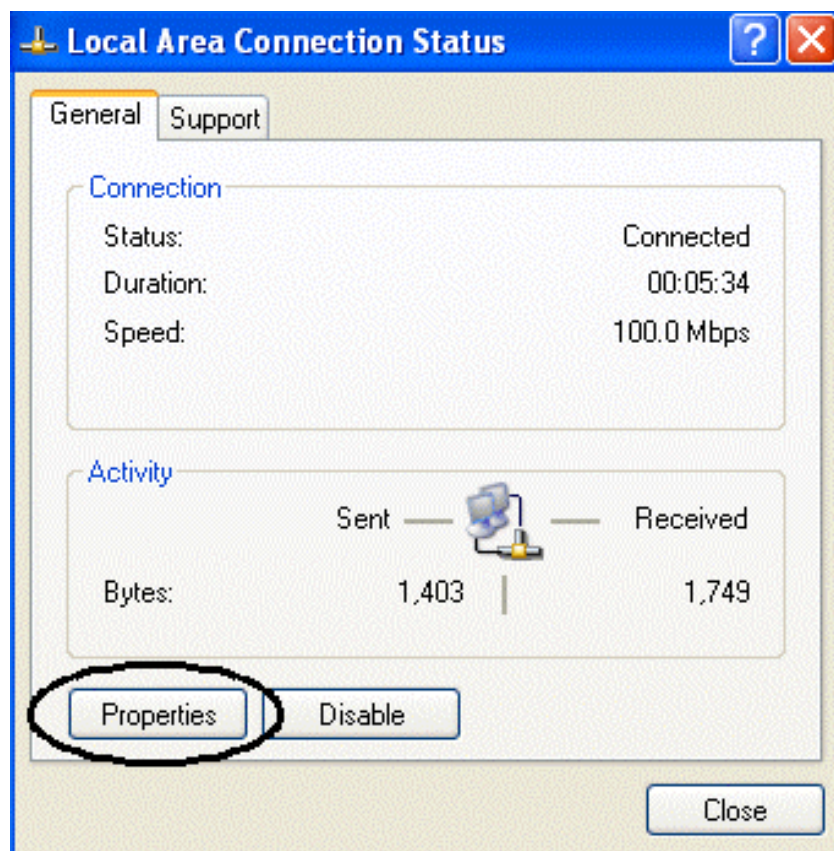 Local Area Connection Status
General Support
Connection
Status: Connected
Duration: 00:05:34
Speed: 100.0 Mbps
Activity
Sent Received
Bytes: 1,403 1,749
Properties Disable
Close